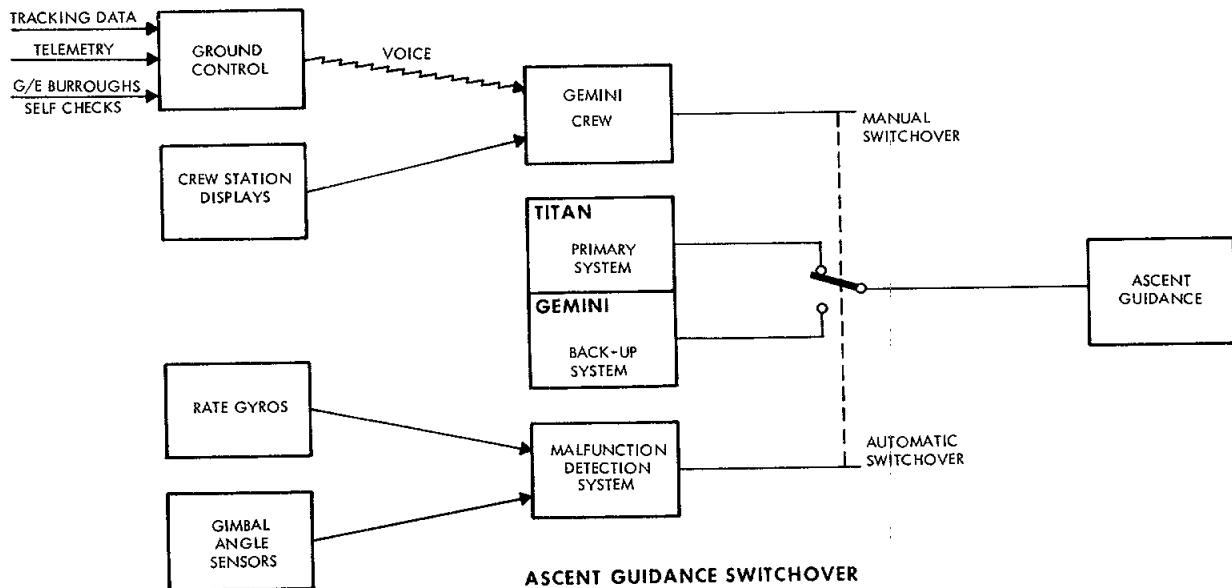 TRACKING DATA
TELEMETRY
G/E BURROUGHS
SELF CHECKS
GROUND
CONTROL
VOICE
GEMINI
CREW
MANUAL
SWITCHOVER
CREW STATION
DISPLAYS
TITAN
PRIMARY
SYSTEM
GEMINI
BACK-UP
SYSTEM
ASCENT
GUIDANCE
RATE GYROS
MALFUNCTION
DETECTION
SYSTEM
AUTOMATIC
SWITCHOVER
GIMBAL
ANGLE
SENSORS
ASCENT GUIDANCE SWITCHOVER